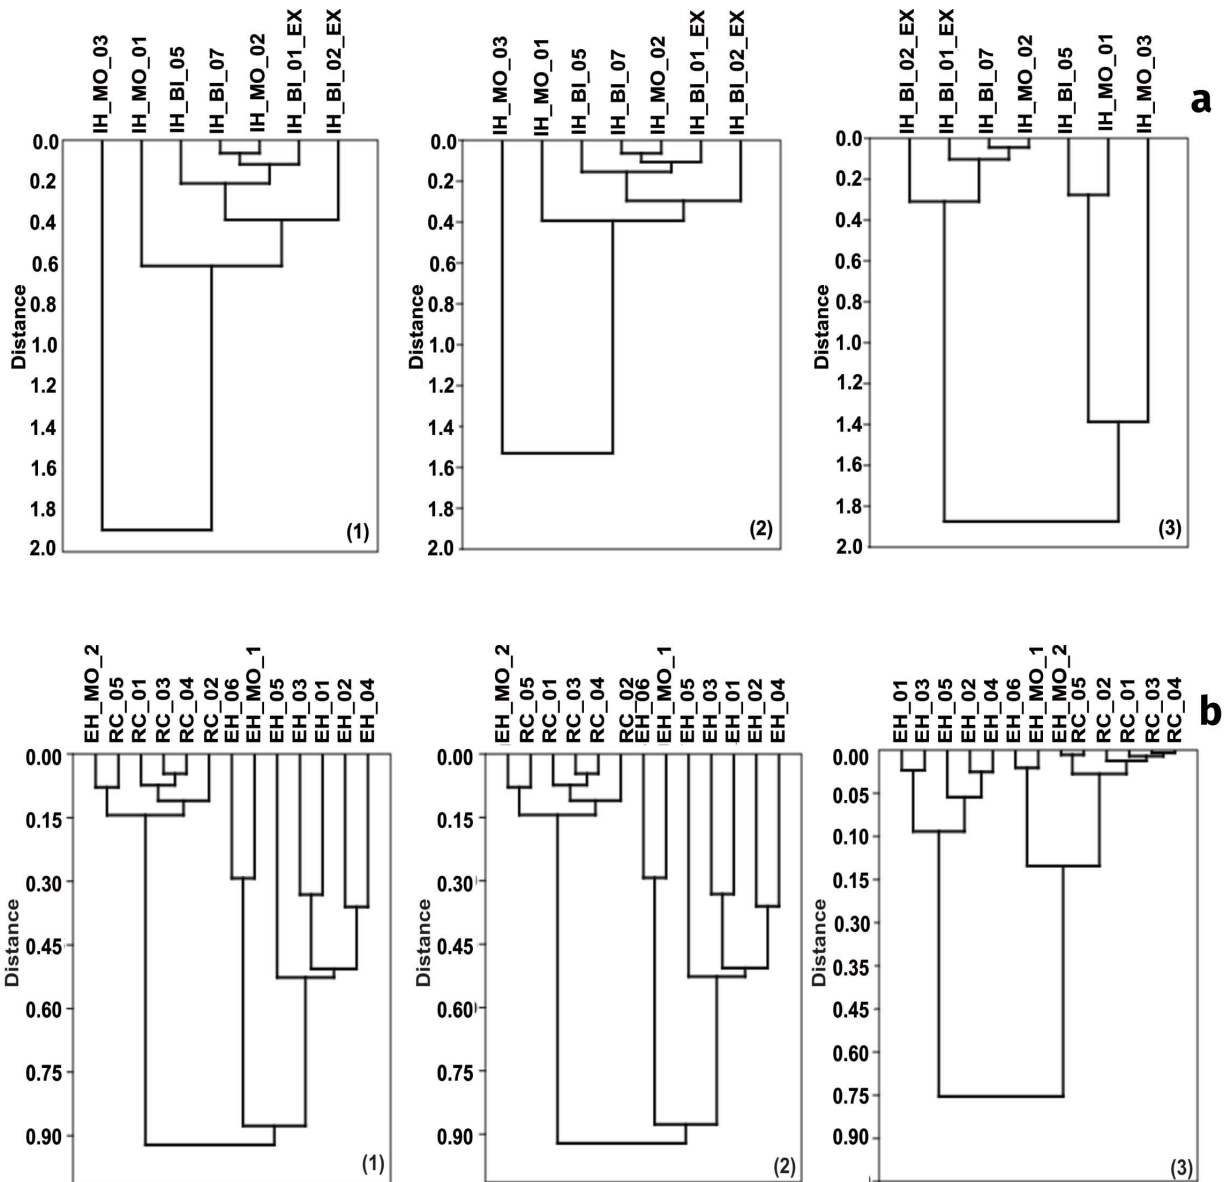 IH_MO_03
IH_MO_01
IH_BI_05
IH_BI_07
IH_MO_02
IH_BI_01_EX
IH_BI_02_EX
0.0
0.2
0.4
0.6
0.8
1.0
1.2
1.4
1.6
1.8
2.0
Distance
(1)
IH_MO_03
IH_MO_01
IH_BI_05
IH_BI_07
IH_MO_02
IH_BI_01_EX
IH_BI_02_EX
0.0
0.2
0.4
0.6
0.8
1.0
1.2
1.4
1.6
1.8
2.0
Distance
(2)
IH_BI_02_EX
IH_BI_01_EX
IH_BI_07
IH_MO_02
IH_BI_05
IH_MO_01
IH_MO_03
a
0.0
0.2
0.4
0.6
0.8
1.0
1.2
1.4
1.6
1.8
2.0
Distance
(3)
EH_MO_2
RC_05
RC_01
RC_03
RC_04
RC_02
EH_06
EH_MO_1
EH_05
EH_03
EH_01
EH_02
EH_04
0.00
0.15
0.30
0.45
0.60
0.75
0.90
Distance
(1)
EH_MO_2
RC_05
RC_01
RC_03
RC_04
RC_02
EH_06
EH_MO_1
EH_05
EH_03
EH_01
EH_02
EH_04
0.00
0.15
0.30
0.45
0.60
0.75
0.90
Distance
(2)
EH_01
EH_03
EH_05
EH_02
EH_04
EH_06
EH_MO_1
EH_MO_2
RC_05
RC_02
RC_01
RC_03
RC_04
b
0.00
0.05
0.10
0.15
0.30
0.35
0.45
0.60
0.75
0.90
Distance
(3)